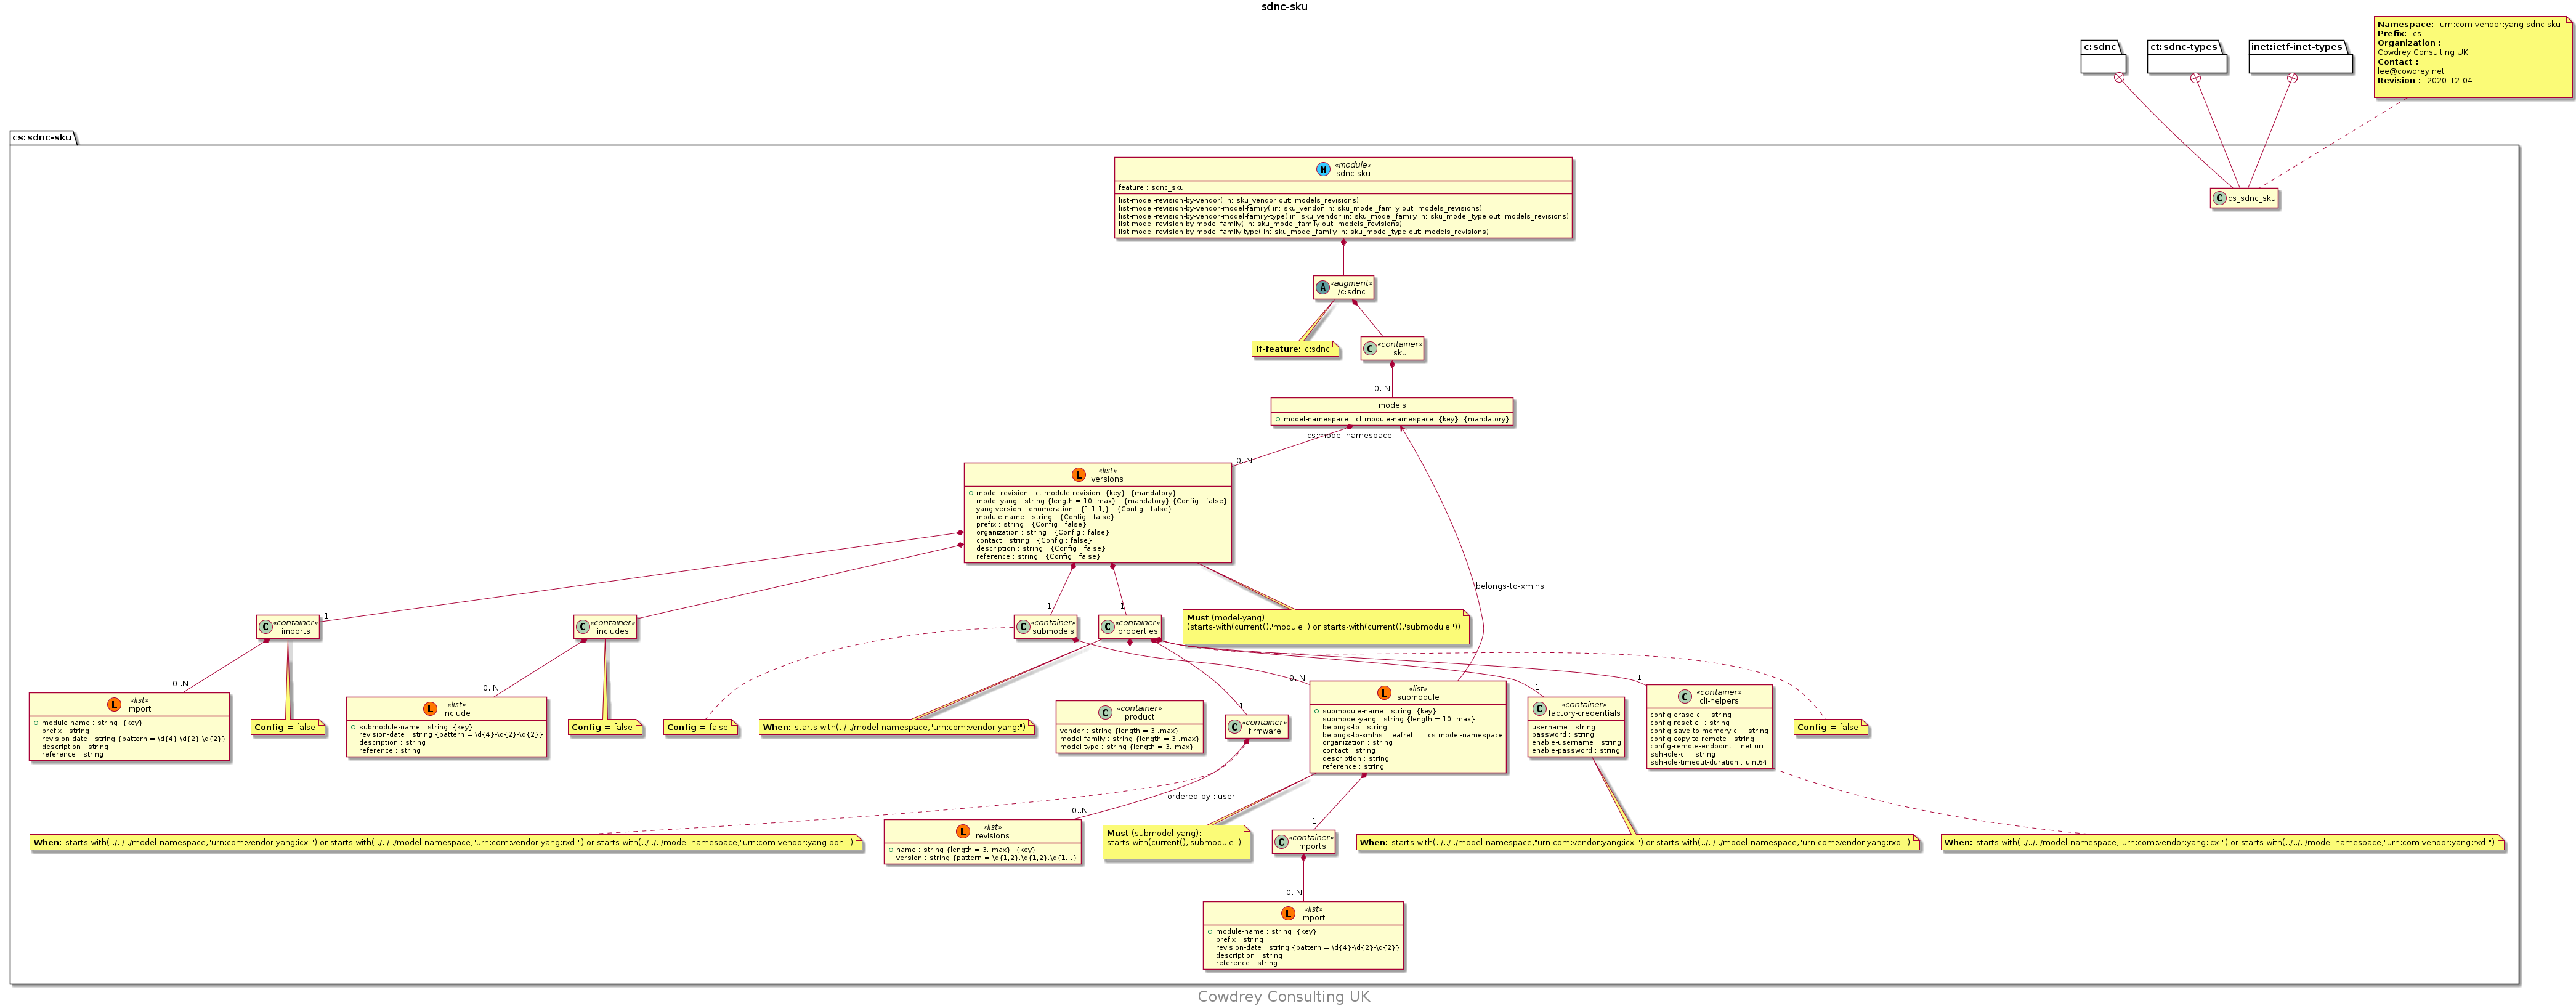 sdnc-sku
Namespace: urn:com:vendor:yang:sdnc:sku
Prefix: cs
Organization :
Cowdrey Consulting UK
Contact :
lee@cowdrey.net
Revision : 2020-12-04
c:sdnc
ct:sdnc-types
inet:ietf-inet-types
cs:sdnc-sku
M
«module»
sdnc-sku
feature : sdnc_sku
list-model-revision-by-vendor( in: sku_vendor out: models_revisions)
list-model-revision-by-vendor-model-family( in: sku_vendor in: sku_model_family out: models_revisions)
list-model-revision-by-vendor-model-family-type( in: sku_vendor in: sku_model_family in: sku_model_type out: models_revisions)
list-model-revision-by-model-family( in: sku_model_family out: models_revisions)
list-model-revision-by-model-family-type( in: sku_model_family in: sku_model_type out: models_revisions)
C
cs_sdnc_sku
A
«augment»
/c:sdnc
1
if-feature: c:sdnc
C
«container»
sku
0..N
models
model-namespace : ct:module-namespace {key} {mandatory}
cs:model-namespace
0..N
L
«list»
versions
model-revision : ct:module-revision {key} {mandatory}
model-yang : string {length = 10..max} {mandatory} {Config : false}
yang-version : enumeration : {1,1.1,} {Config : false}
module-name : string {Config : false}
prefix : string {Config : false}
organization : string {Config : false}
contact : string {Config : false}
description : string {Config : false}
reference : string {Config : false}
belongs-to-xmlns
1
C
«container»
imports
1
C
«container»
includes
1
C
«container»
submodels
1
C
«container»
properties
Must (model-yang):
(starts-with(current(),'module ') or starts-with(current(),'submodule '))
0..N
L
«list»
import
module-name : string {key}
prefix : string
revision-date : string {pattern = \d{4}-\d{2}-\d{2}}
description : string
reference : string
Config = false
0..N
L
«list»
include
submodule-name : string {key}
revision-date : string {pattern = \d{4}-\d{2}-\d{2}}
description : string
reference : string
Config = false
Config = false
When: starts-with(../../model-namespace,"urn:com:vendor:yang:")
1
C
«container»
product
vendor : string {length = 3..max}
model-family : string {length = 3..max}
model-type : string {length = 3..max}
1
C
«container»
firmware
0..N
L
«list»
submodule
submodule-name : string {key}
submodel-yang : string {length = 10..max}
belongs-to : string
belongs-to-xmlns : leafref : ...cs:model-namespace
organization : string
contact : string
description : string
reference : string
1
C
«container»
factory-credentials
username : string
password : string
enable-username : string
enable-password : string
1
C
«container»
cli-helpers
config-erase-cli : string
config-reset-cli : string
config-save-to-memory-cli : string
config-copy-to-remote : string
config-remote-endpoint : inet:uri
ssh-idle-cli : string
ssh-idle-timeout-duration : uint64
Config = false
ordered-by : user
0..N
When: starts-with(../../../model-namespace,"urn:com:vendor:yang:icx-") or starts-with(../../../model-namespace,"urn:com:vendor:yang:rxd-") or starts-with(../../../model-namespace,"urn:com:vendor:yang:pon-")
L
«list»
revisions
name : string {length = 3..max} {key}
version : string {pattern = \d{1,2}.\d{1,2}.\d{1...}
Must (submodel-yang):
starts-with(current(),'submodule ')
1
C
«container»
imports
When: starts-with(../../../model-namespace,"urn:com:vendor:yang:icx-") or starts-with(../../../model-namespace,"urn:com:vendor:yang:rxd-")
When: starts-with(../../../model-namespace,"urn:com:vendor:yang:icx-") or starts-with(../../../model-namespace,"urn:com:vendor:yang:rxd-")
0..N
L
«list»
import
module-name : string {key}
prefix : string
revision-date : string {pattern = \d{4}-\d{2}-\d{2}}
description : string
reference : string
Cowdrey Consulting UK